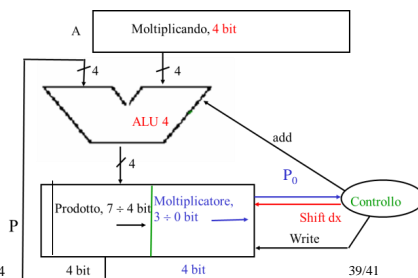 A
Moltiplicando, 4 bit
4
4
ALU 4
add
4
P₀
Prodotto, 7 ÷ 4 bit
Moltiplicatore,
3 ÷ 0 bit
Controllo
Shift dx
P
Write
4
4 bit
4 bit
39/41